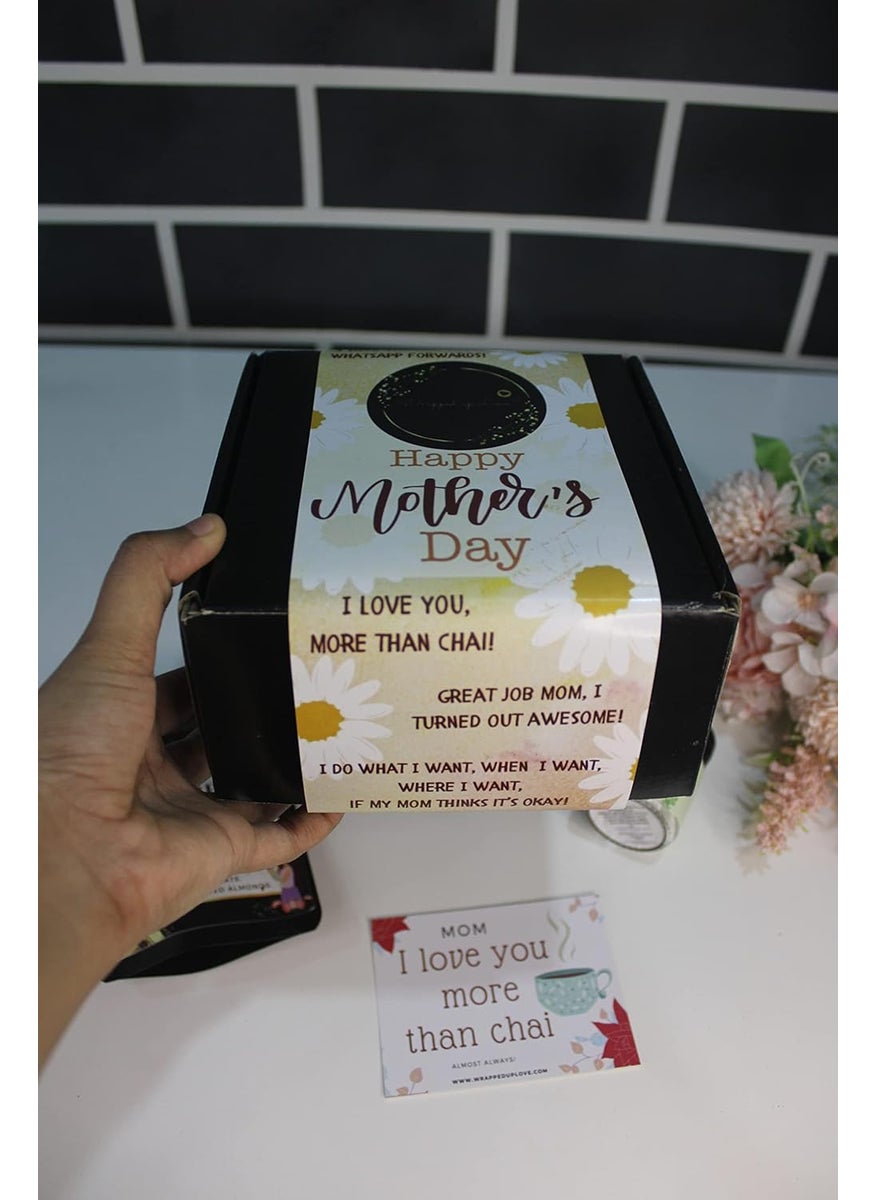 WHATSAPP FORWARDS!
Happy
Mother's
Day
I LOVE YOU,
MORE THAN CHAI!
GREAT JOB MOM, I
TURNED OUT AWESOME!
I DO WHAT I WANT, WHEN I WANT,
WHERE I WANT,
IF MY MOM THINKS IT'S OKAY!
ALMONDS.
MOM
I love you
more
than chai
ALMOST ALWAYS!
WWW.WRAPPEDUPLOVE.COM